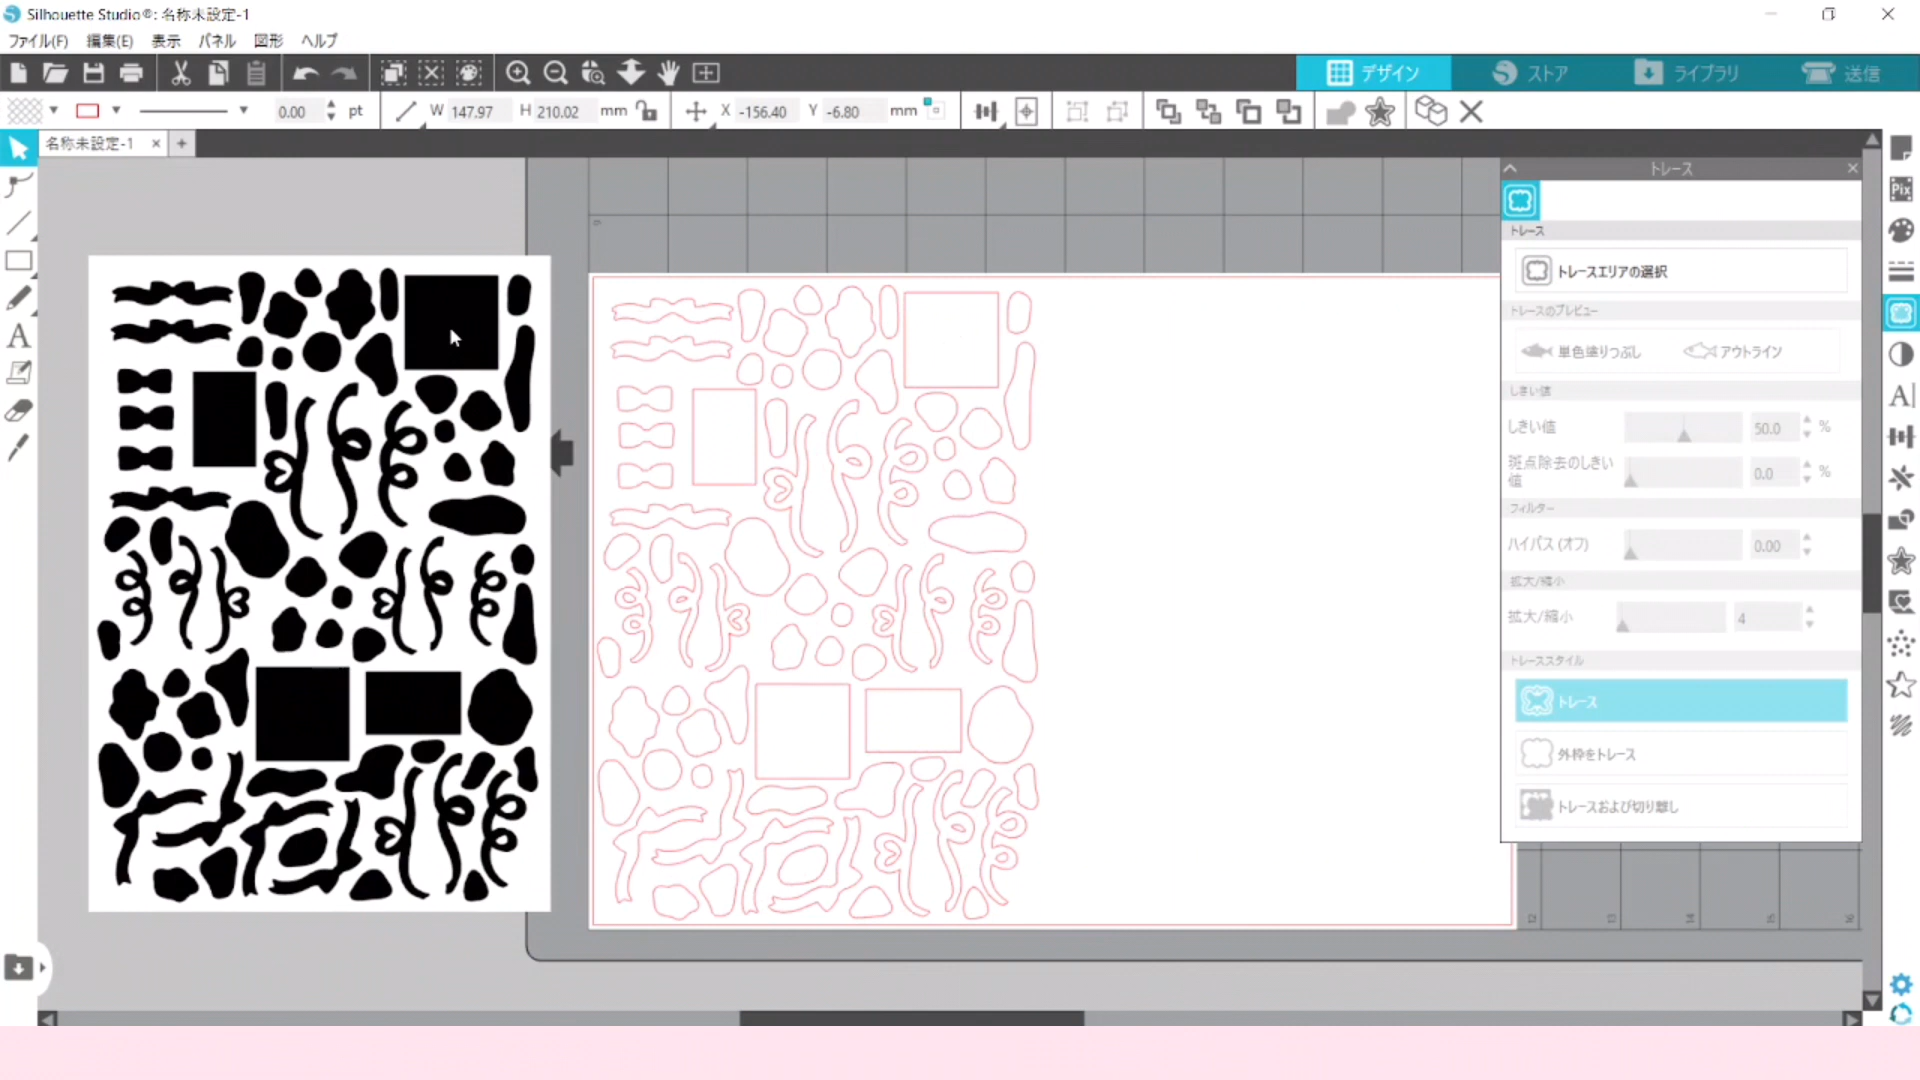 Silhouette Studio®: 名称未設定-1
ファイル(F) 編集(E) 表示 パネル 図形 ヘルプ
デザイン ストア ライブラリ 送信
0.00 pt W 147.97 H 210.02 mm X -156.40 Y -6.80 mm
名称未設定-1
トレース
トレース
トレースエリアの選択
トレースのプレビュー
単色塗りつぶし アウトライン
しきい値
しきい値 50.0 %
斑点除去のしきい値 0.0 %
フィルター
ハイパス (オフ) 0.00
拡大/縮小
拡大/縮小 4
トレーススタイル
トレース
外枠をトレース
トレースおよび切り離し
Pix
12 13 14 15 16